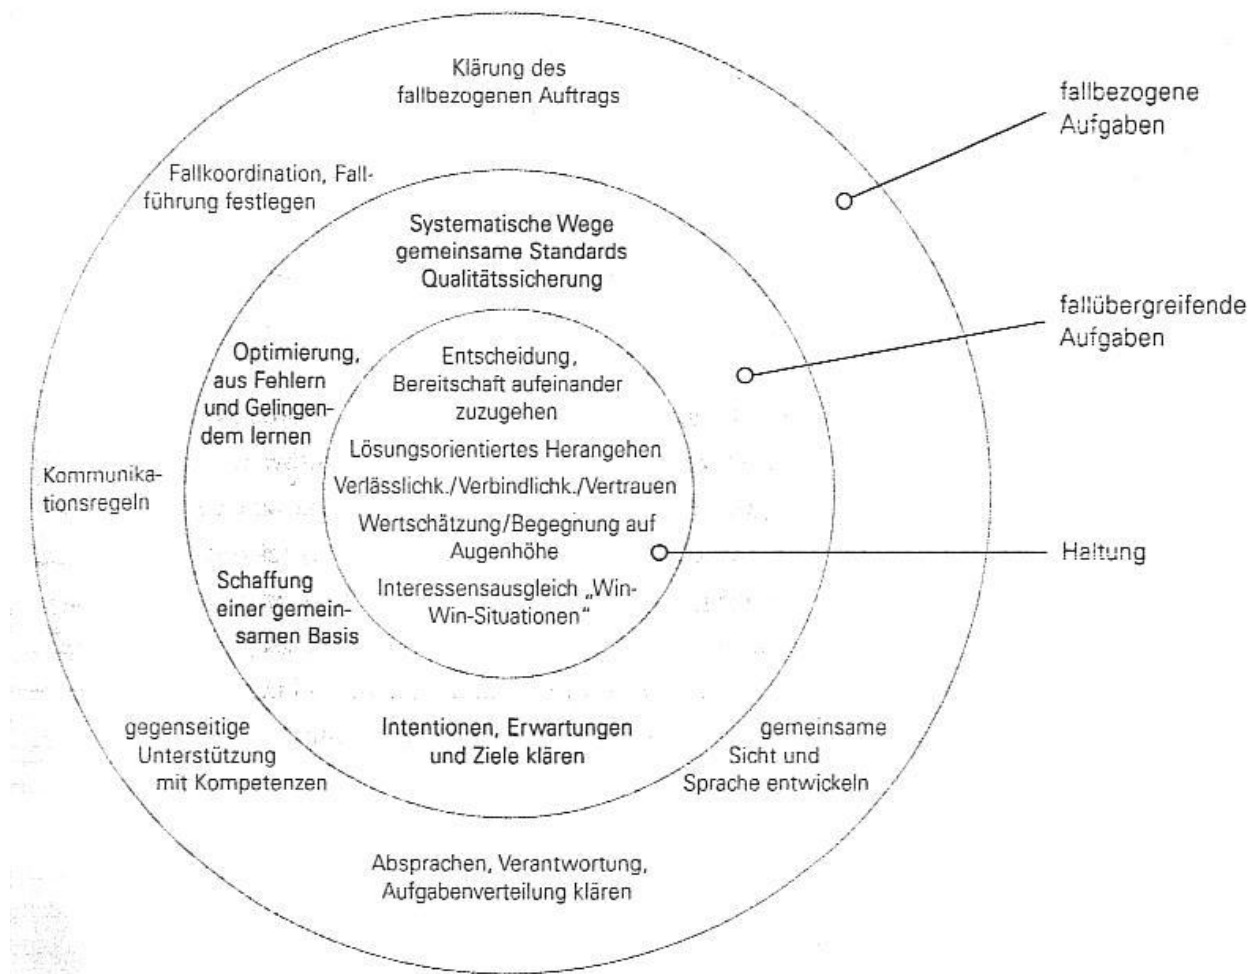 Klärung des
fallbezogenen Auftrags
fallbezogene
Aufgaben
Fallkoordination, Fall-
führung festlegen
Systematische Wege
gemeinsame Standards
Qualitätssicherung
fallübergreifende
Aufgaben
Optimierung,
aus Fehlern
und Gelingen-
dem lernen
Entscheidung,
Bereitschaft aufeinander
zuzugehen
Lösungsorientiertes Herangehen
Verlässlichk./Verbindlichk./Vertrauen
Wertschätzung/Begegnung auf
Augenhöhe
Interessensausgleich „Win-
Win-Situationen“
Kommunika-
tionsregeln
Haltung
Schaffung
einer gemein-
samen Basis
gegenseitige
Unterstützung
mit Kompetenzen
Intentionen, Erwartungen
und Ziele klären
gemeinsame
Sicht und
Sprache entwickeln
Absprachen, Verantwortung,
Aufgabenverteilung klären